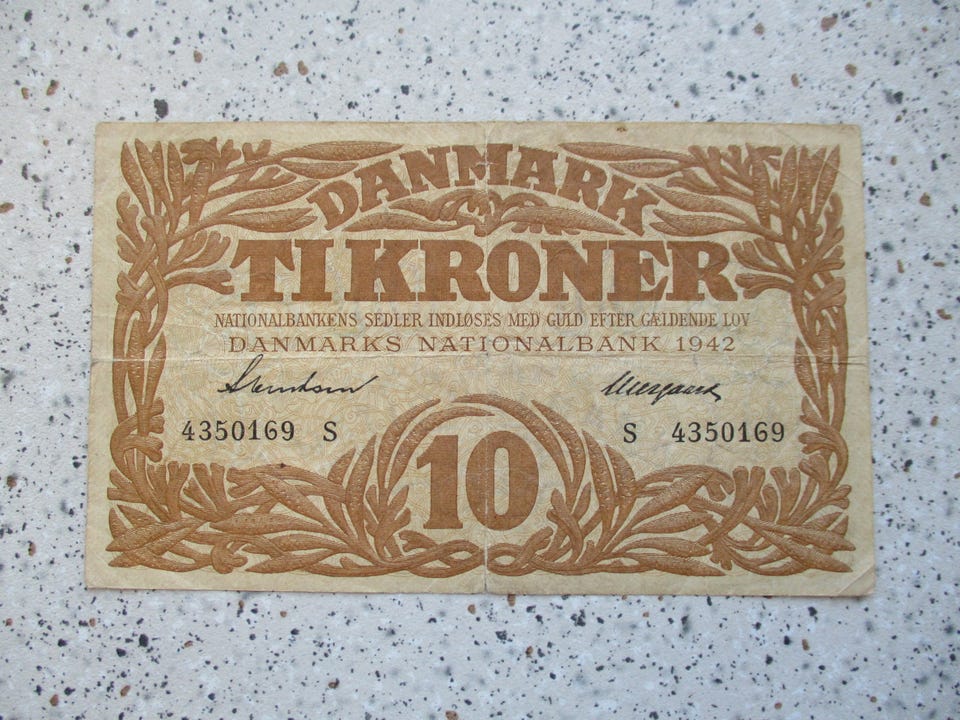 DANMARK
TI KRONER
NATIONALBANKENS SEDLER INDLØSES MED GULD EFTER GÆLDENDE LOV
DANMARKS NATIONALBANK 1942
4350169 S S 4350169
10